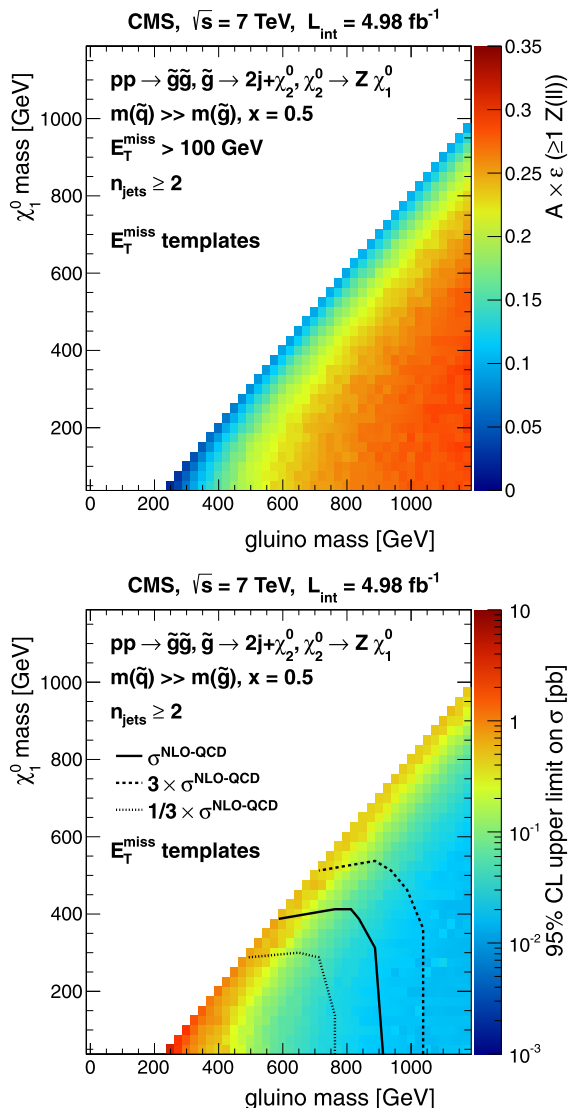 CMS, √s = 7 TeV, L_int = 4.98 fb⁻¹
pp → g̃g̃, g̃ → 2j+χ₂⁰, χ₂⁰ → Z χ₁⁰
m(q̃) >> m(g̃), x = 0.5
E_T^miss > 100 GeV
n_jets ≥ 2
E_T^miss templates
χ₁⁰ mass [GeV]
1000
800
600
400
200
0 200 400 600 800 1000
gluino mass [GeV]
0.35
0.3
0.25
0.2
0.15
0.1
0.05
0
A × ε (≥1 Z(ll))
CMS, √s = 7 TeV, L_int = 4.98 fb⁻¹
pp → g̃g̃, g̃ → 2j+χ₂⁰, χ₂⁰ → Z χ₁⁰
m(q̃) >> m(g̃), x = 0.5
n_jets ≥ 2
σ^NLO-QCD
3 × σ^NLO-QCD
1/3 × σ^NLO-QCD
E_T^miss templates
χ₁⁰ mass [GeV]
1000
800
600
400
200
0 200 400 600 800 1000
gluino mass [GeV]
10
1
10⁻¹
10⁻²
10⁻³
95% CL upper limit on σ [pb]